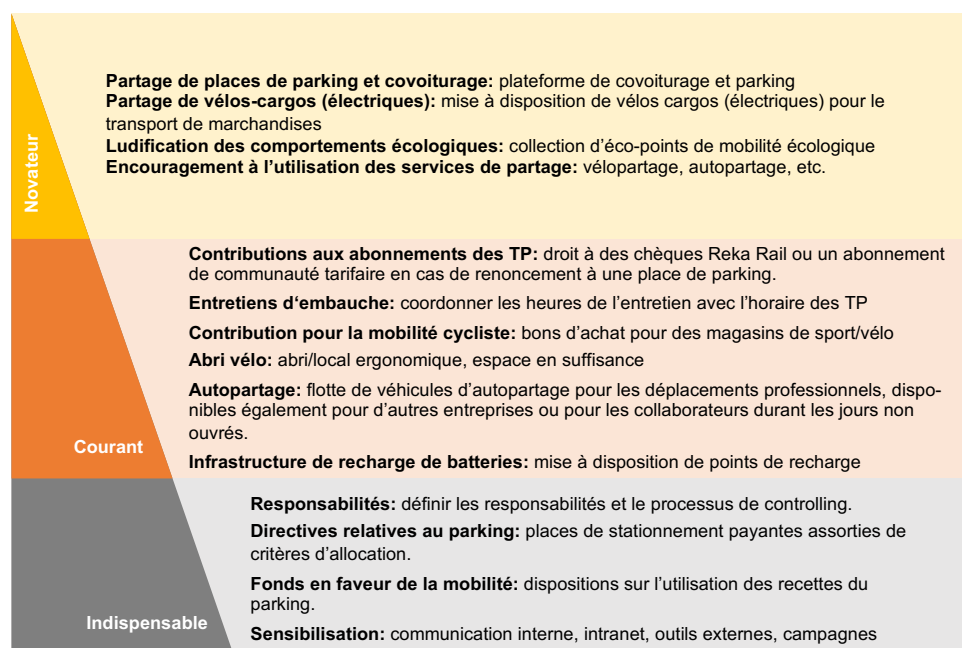 Partage de places de parking et covoiturage: plateforme de covoiturage et parking
Partage de vélos-cargos (électriques): mise à disposition de vélos cargos (électriques) pour le
transport de marchandises
Ludification des comportements écologiques: collection d’éco-points de mobilité écologique
Encouragement à l’utilisation des services de partage: vélopartage, autopartage, etc.
Novateur
Contributions aux abonnements des TP: droit à des chèques Reka Rail ou un abonnement
de communauté tarifaire en cas de renoncement à une place de parking.
Entretiens d‘embauche: coordonner les heures de l’entretien avec l’horaire des TP
Contribution pour la mobilité cycliste: bons d’achat pour des magasins de sport/vélo
Abri vélo: abri/local ergonomique, espace en suffisance
Autopartage: flotte de véhicules d’autopartage pour les déplacements professionnels, dispo-
nibles également pour d’autres entreprises ou pour les collaborateurs durant les jours non
ouvrés.
Courant
Infrastructure de recharge de batteries: mise à disposition de points de recharge
Responsabilités: définir les responsabilités et le processus de controlling.
Directives relatives au parking: places de stationnement payantes assorties de
critères d’allocation.
Fonds en faveur de la mobilité: dispositions sur l’utilisation des recettes du
parking.
Indispensable
Sensibilisation: communication interne, intranet, outils externes, campagnes